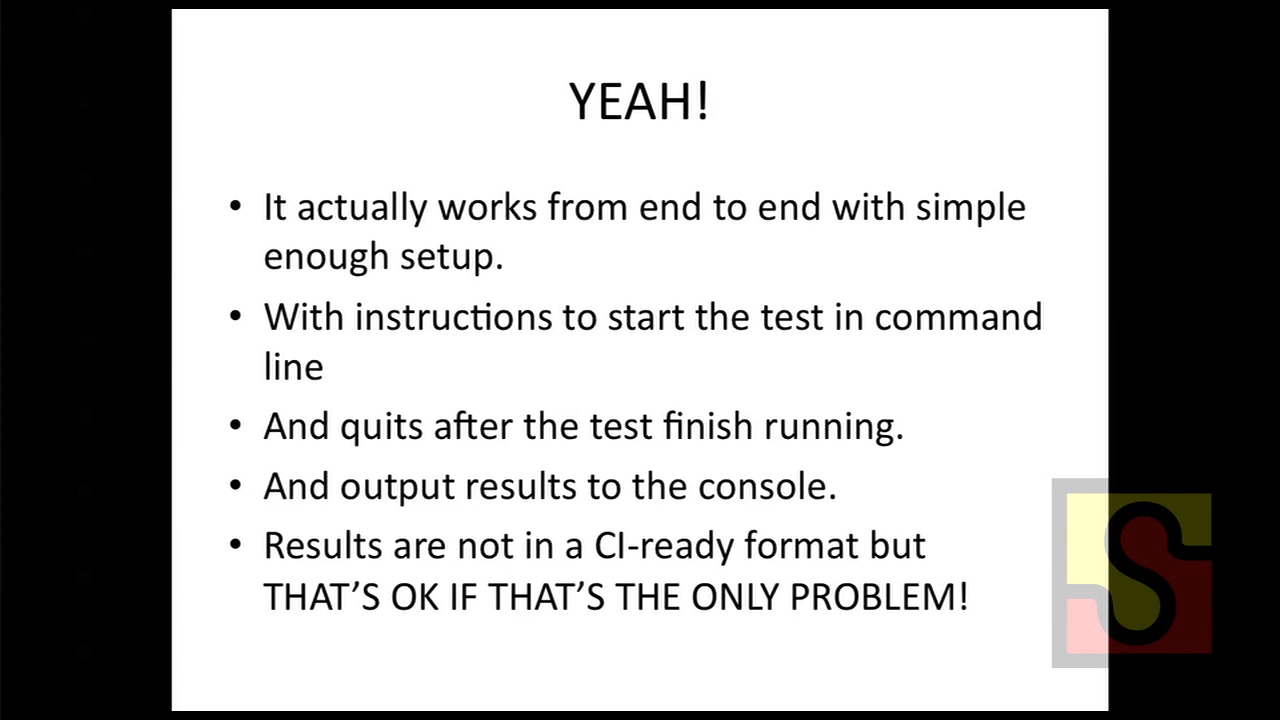 YEAH!
• It actually works from end to end with simple
enough setup.
• With instructions to start the test in command
line
• And quits after the test finish running.
• And output results to the console.
• Results are not in a CI-ready format but
THAT’S OK IF THAT’S THE ONLY PROBLEM!
S